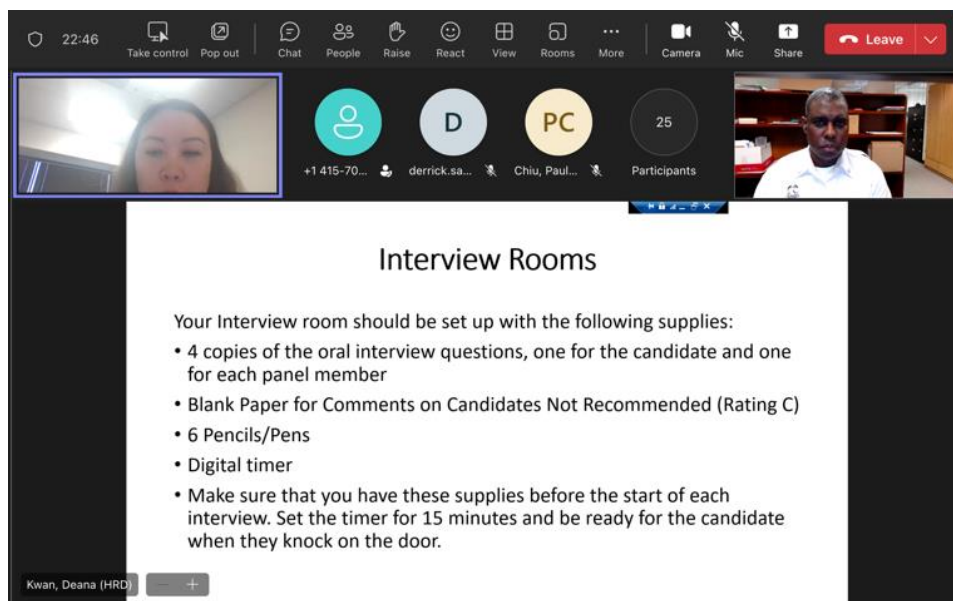 22:46
Take control
Pop out
Chat
People
Raise
React
View
Rooms
More
Camera
Mic
Share
Leave
D
PC
25
+1 415-70...
derrick.sa...
Chiu, Paul...
Participants
Interview Rooms
Your Interview room should be set up with the following supplies:
• 4 copies of the oral interview questions, one for the candidate and one
for each panel member
• Blank Paper for Comments on Candidates Not Recommended (Rating C)
• 6 Pencils/Pens
• Digital timer
• Make sure that you have these supplies before the start of each
interview. Set the timer for 15 minutes and be ready for the candidate
when they knock on the door.
Kwan, Deana (HRD)